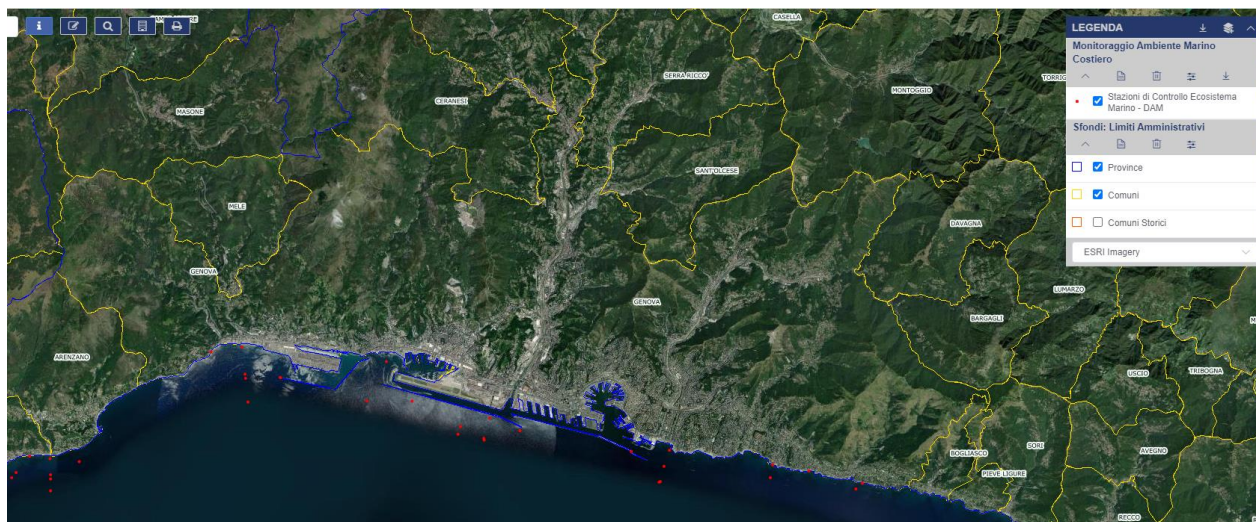 CASELLA
LEGENDA
Monitoraggio Ambiente Marino
Costiero
SERRA RICCO'
MONTOGGIO
CERANESI
MASONE
Stazioni di Controllo Ecosistema
Marino - DAM
Sfondi: Limiti Amministrativi
SANT'OLCESE
Province
MELE
Comuni
DAVAGNA
Comuni Storici
ESRI Imagery
GENOVA
GENOVA
LUMARZO
BARGAGLI
ARENZANO
USCIO
TRIBOGNA
SORI
BOGLIASCO
AVEGNO
PIEVE LIGURE
RECCO